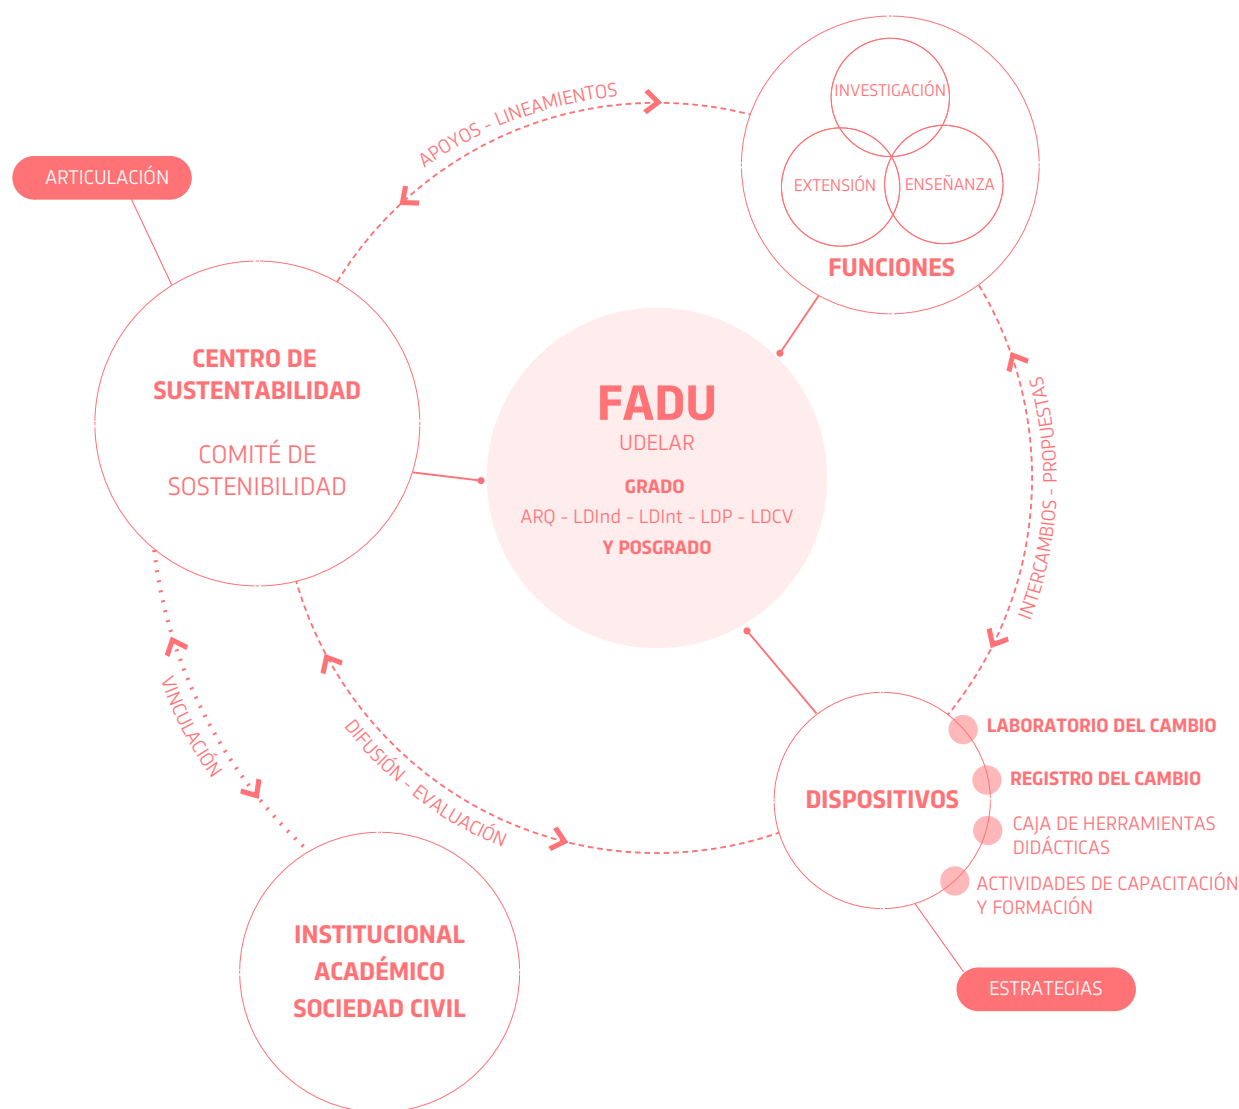 INVESTIGACIÓN
EXTENSIÓN
ENSEÑANZA
FUNCIONES
APOYOS - LINEAMIENTOS
ARTICULACIÓN
CENTRO DE
SUSTENTABILIDAD
COMITÉ DE
SOSTENIBILIDAD
FADU
UDELAR
GRADO
ARQ - LDInd - LDInt - LDP - LDCV
Y POSGRADO
INTERCAMBIOS - PROPUESTAS
VINCULACIÓN
DIFUSIÓN - EVALUACIÓN
DISPOSITIVOS
LABORATORIO DEL CAMBIO
REGISTRO DEL CAMBIO
CAJA DE HERRAMIENTAS
DIDÁCTICAS
ACTIVIDADES DE CAPACITACIÓN
Y FORMACIÓN
ESTRATEGIAS
INSTITUCIONAL
ACADÉMICO
SOCIEDAD CIVIL